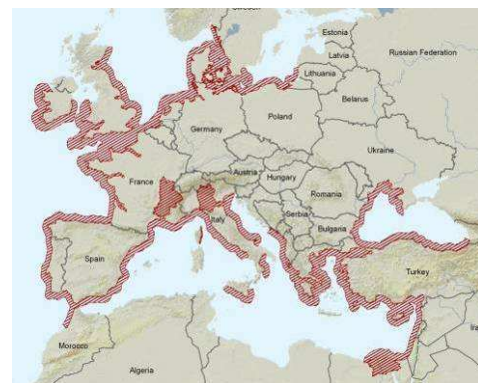 Sweden
Estonia
Latvia
Russian Federation
Lithuania
Belarus
Poland
Germany
Ukraine
Austria
Hungary
France
Romania
Serbia
Italy
Bulgaria
Spain
Turkey
Morocco
Algeria